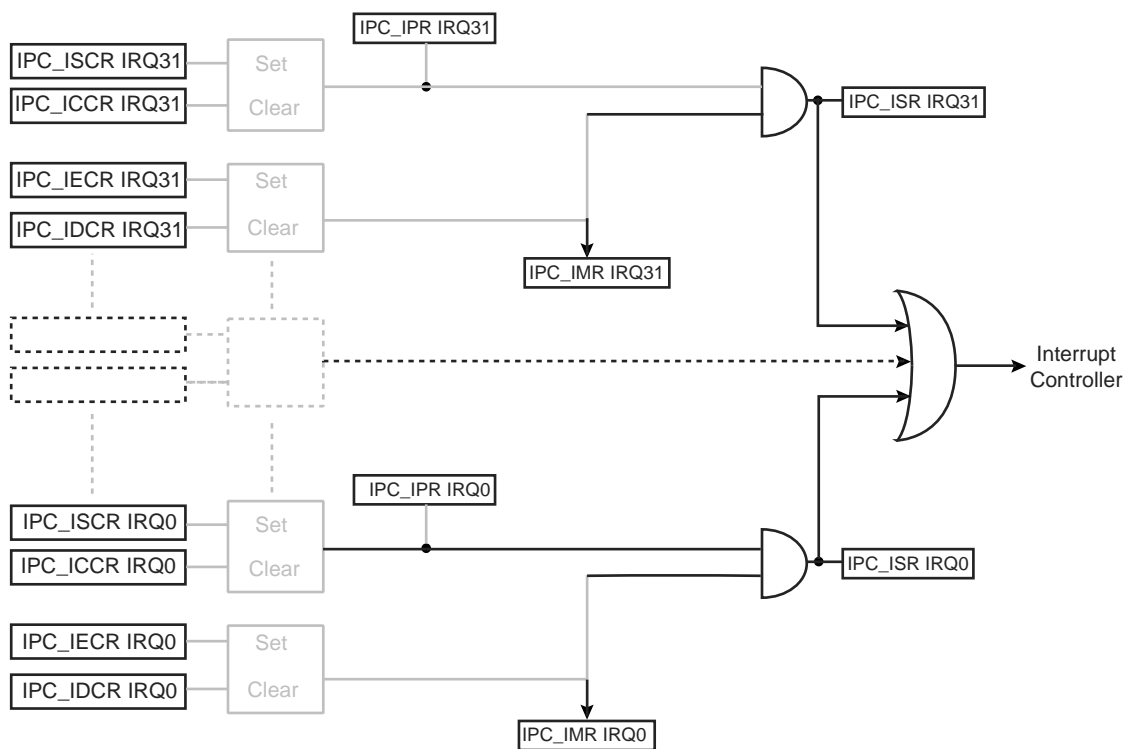 IPC_IPR IRQ31
IPC_ISCR IRQ31
Set
IPC_ICCR IRQ31
Clear
IPC_ISR IRQ31
IPC_IECR IRQ31
Set
IPC_IDCR IRQ31
Clear
IPC_IMR IRQ31
Interrupt
Controller
IPC_IPR IRQ0
IPC_ISCR IRQ0
Set
IPC_ICCR IRQ0
Clear
IPC_ISR IRQ0
IPC_IECR IRQ0
Set
IPC_IDCR IRQ0
Clear
IPC_IMR IRQ0